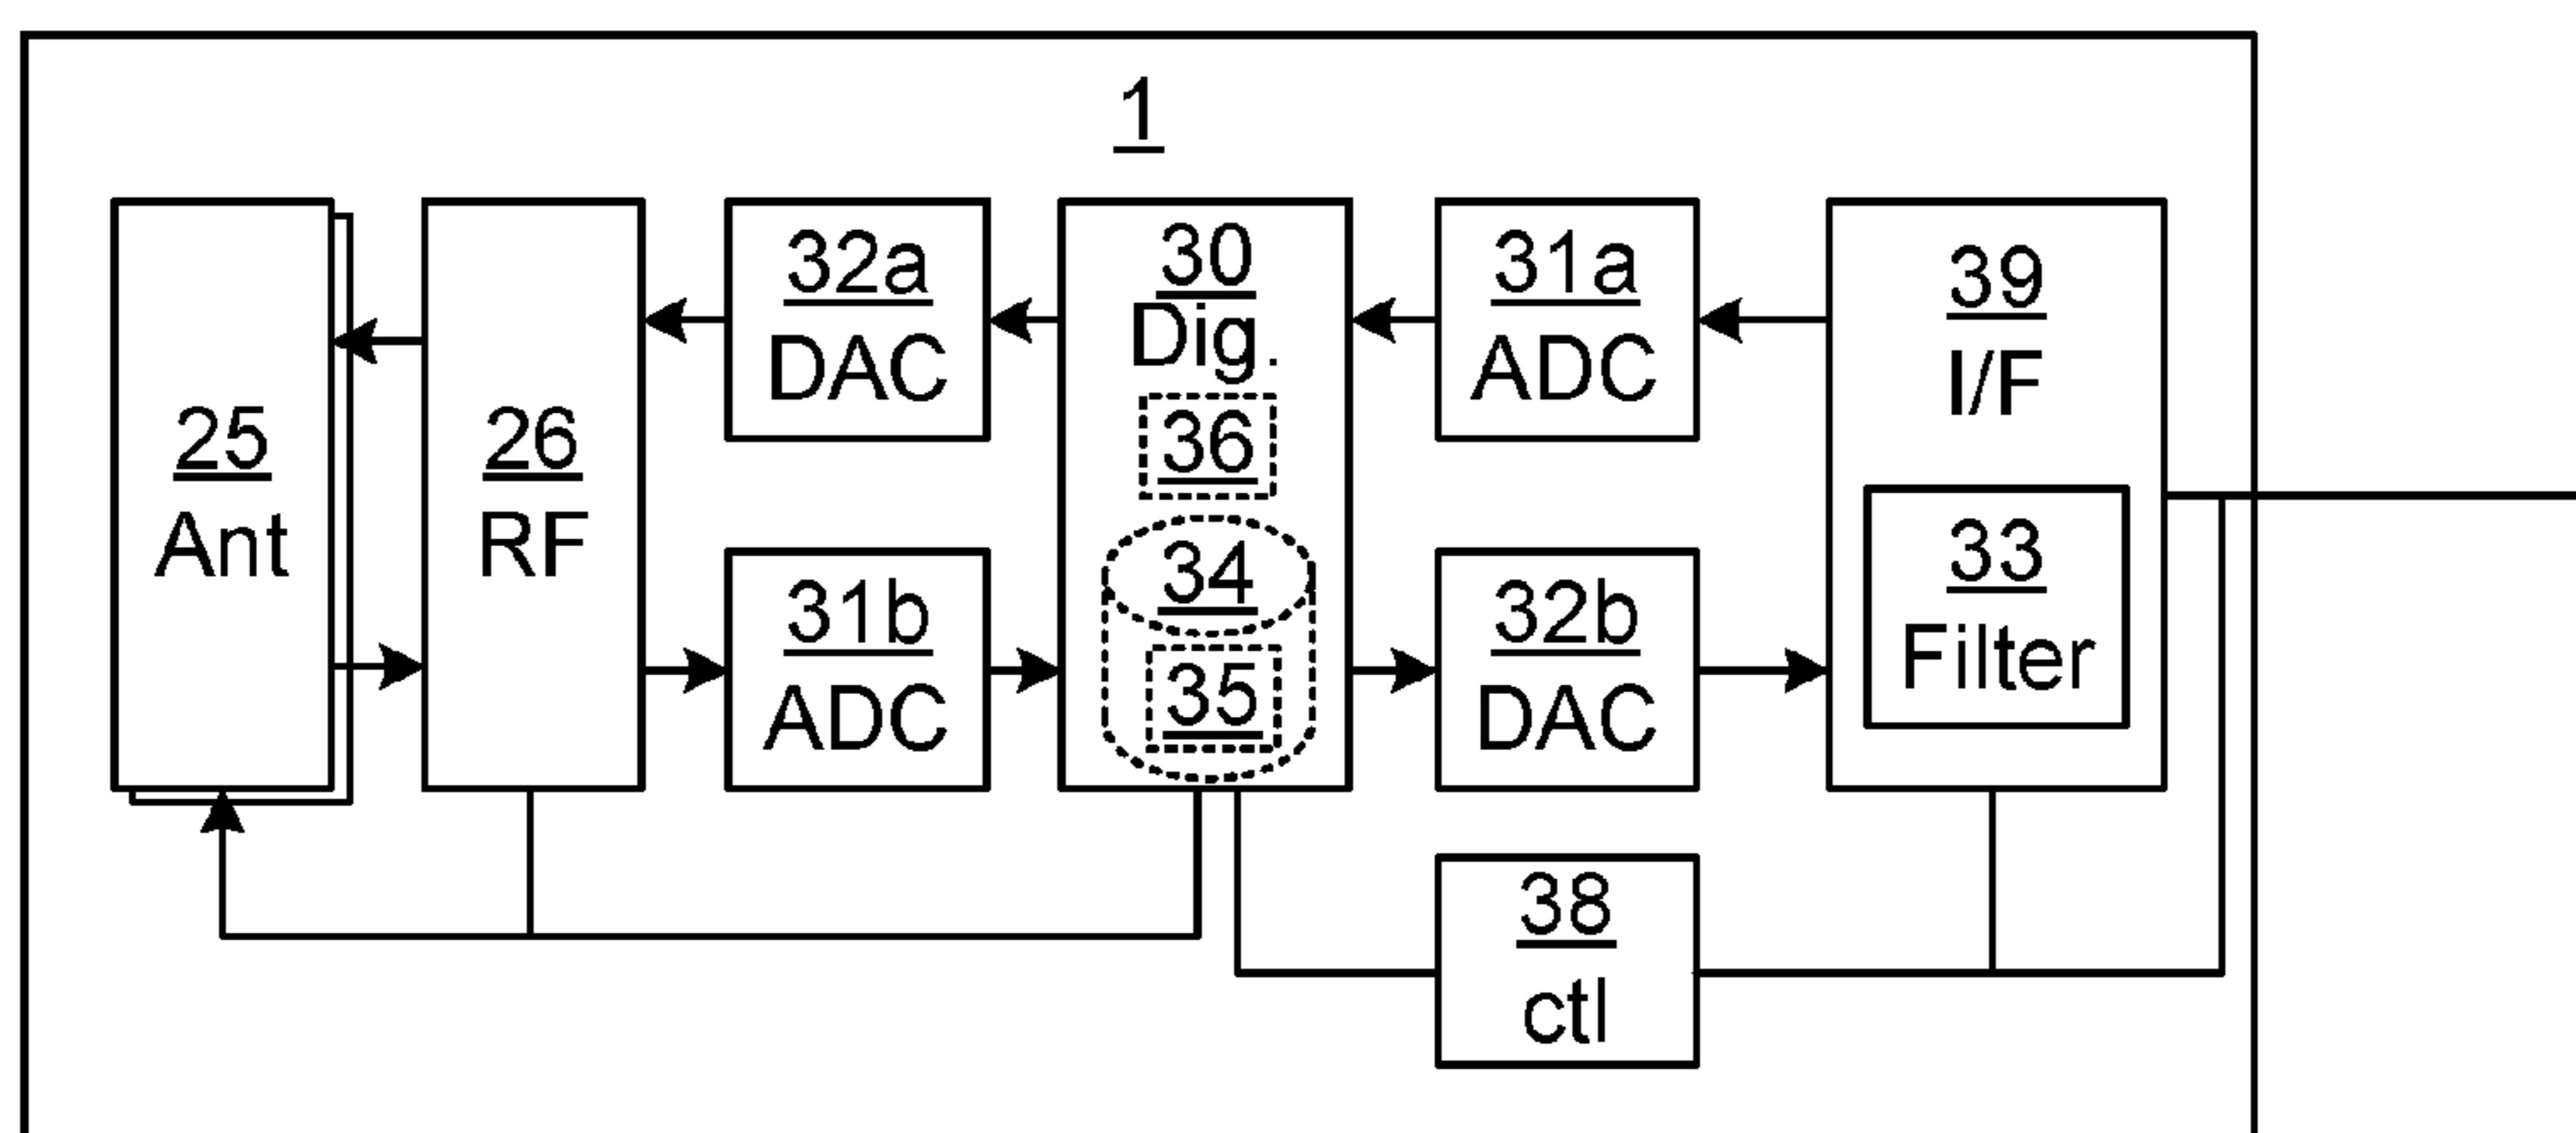 1
25
Ant
26
RF
32a
DAC
31b
ADC
30
Dig.
36
34
35
31a
ADC
32b
DAC
38
ctl
39
I/F
33
Filter